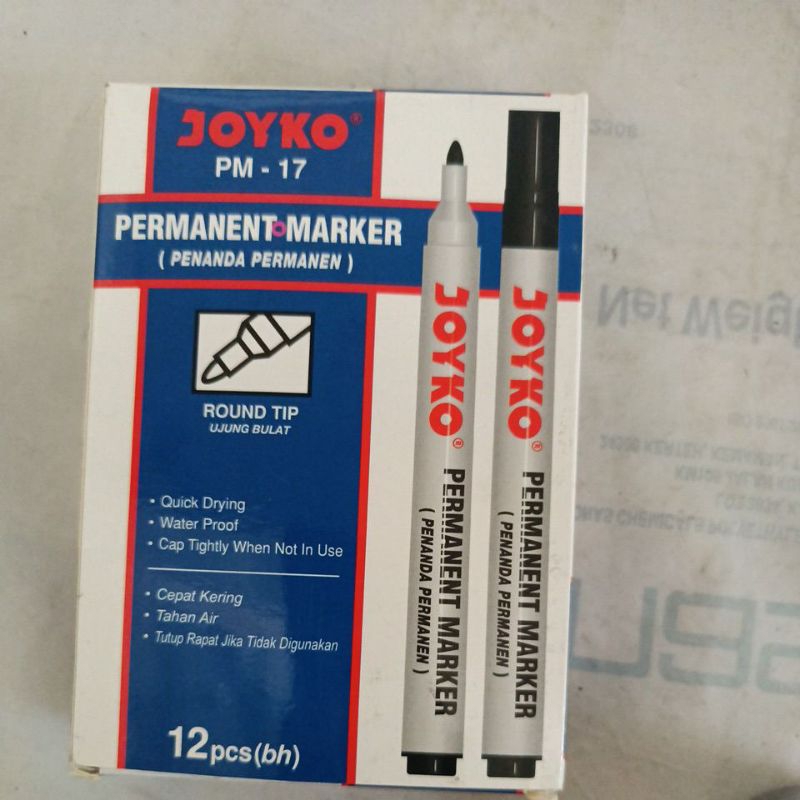 JOYKO®
PM - 17
PERMANENT MARKER
( PENANDA PERMANEN )
ROUND TIP
UJUNG BULAT
• Quick Drying
• Water Proof
• Cap Tightly When Not In Use
• Cepat Kering
• Tahan Air
• Tutup Rapat Jika Tidak Digunakan
12 pcs(bh)
JOYKO®
PERMANENT MARKER
( PENANDA PERMANEN )
JOYKO®
PERMANENT MARKER
( PENANDA PERMANEN )
Net Weigh